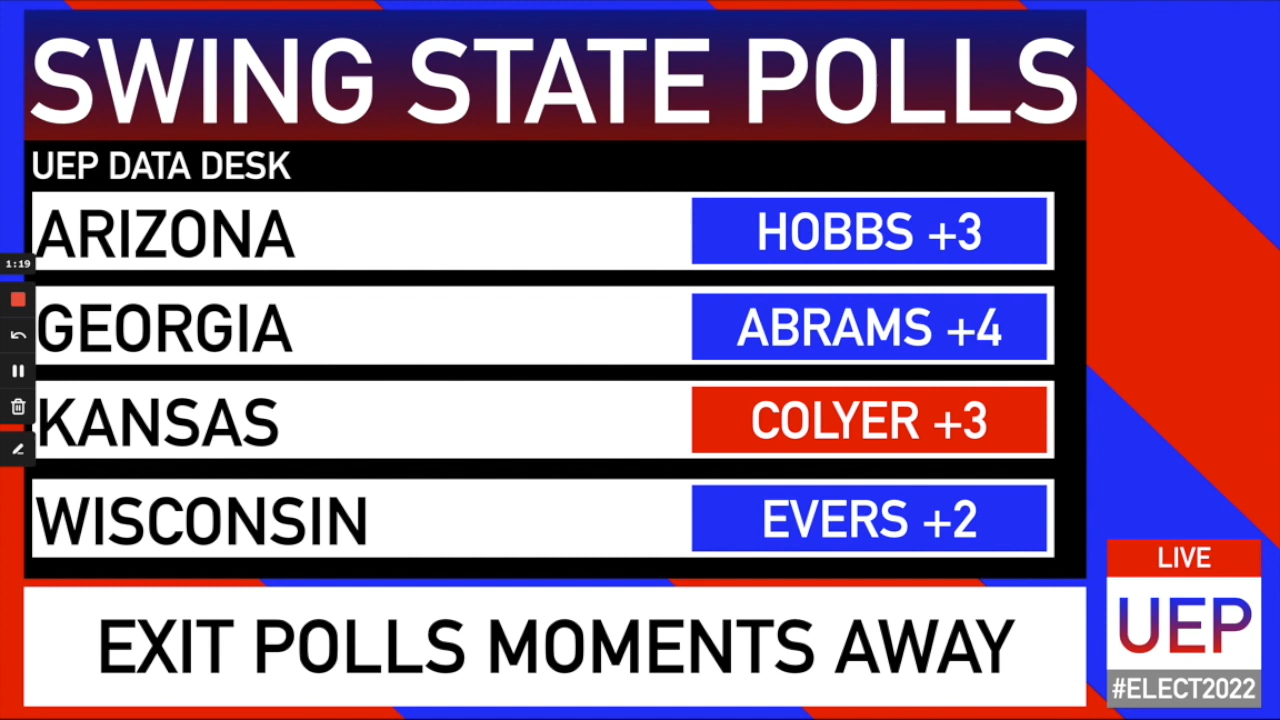 SWING STATE POLLS
UEP DATA DESK
ARIZONA HOBBS +3
1:19
GEORGIA ABRAMS +4
KANSAS COLYER +3
WISCONSIN EVERS +2
EXIT POLLS MOMENTS AWAY
LIVE
UEP
#ELECT2022